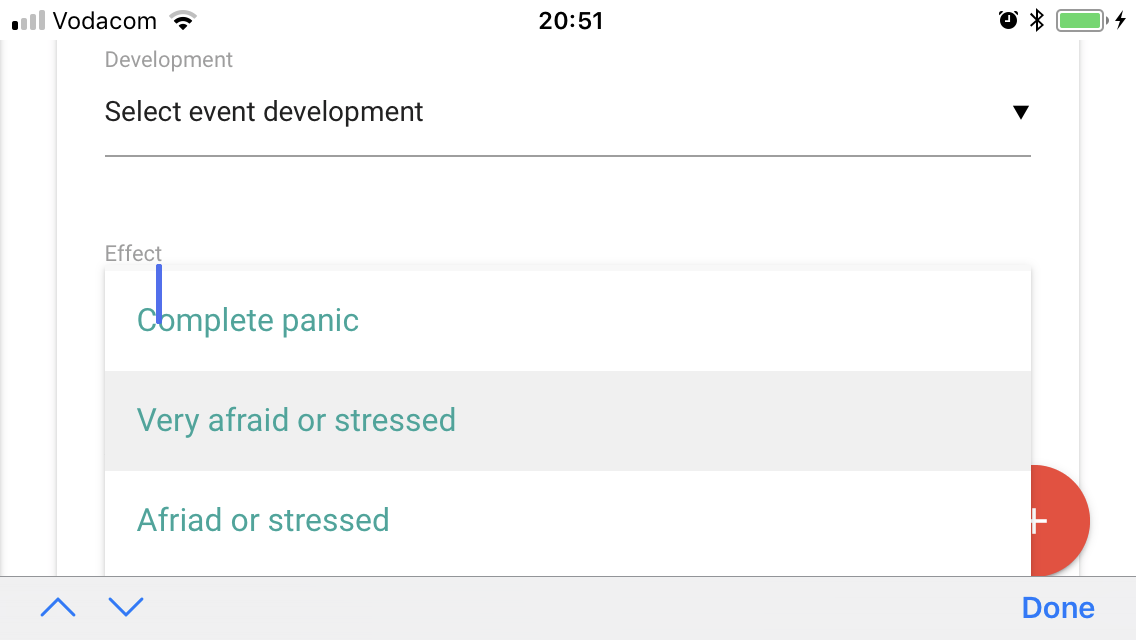 Vodacom 20:51
Development
Select event development
Effect
Complete panic
Very afraid or stressed
Afriad or stressed
Done